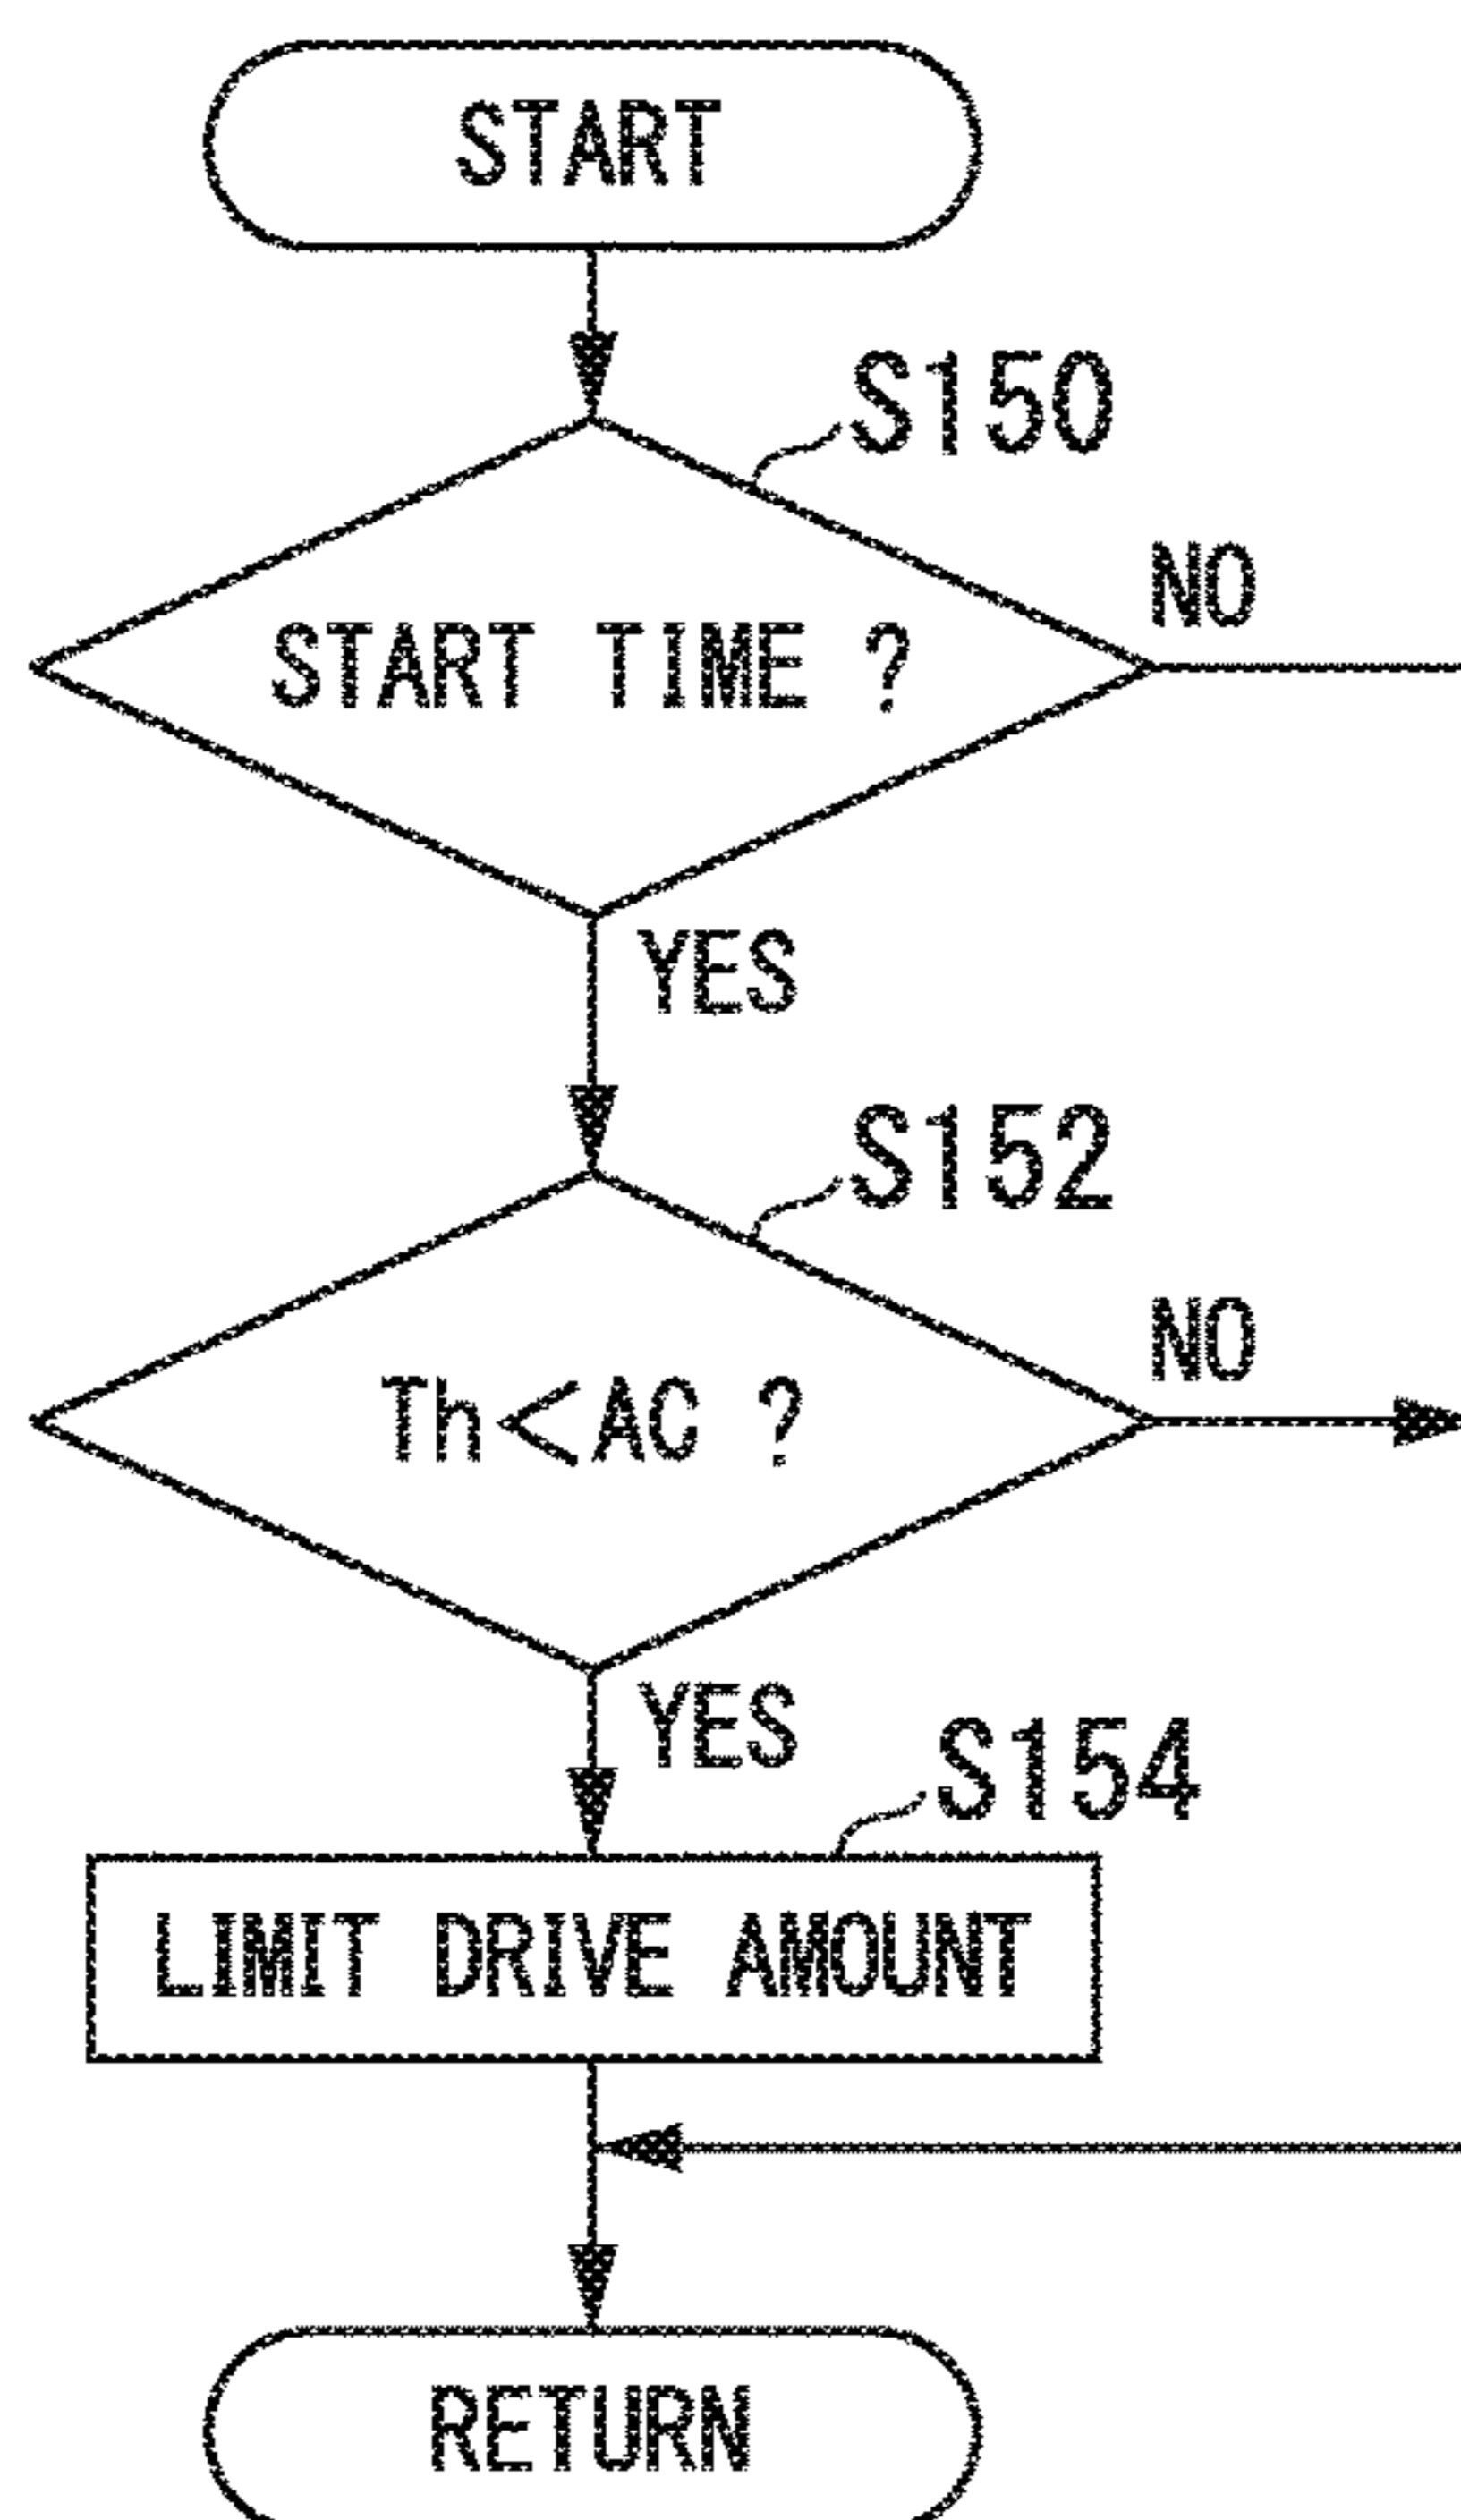 START
S150
NO
START TIME ?
YES
S152
NO
Th<AC ?
YES
S154
LIMIT DRIVE AMOUNT
RETURN